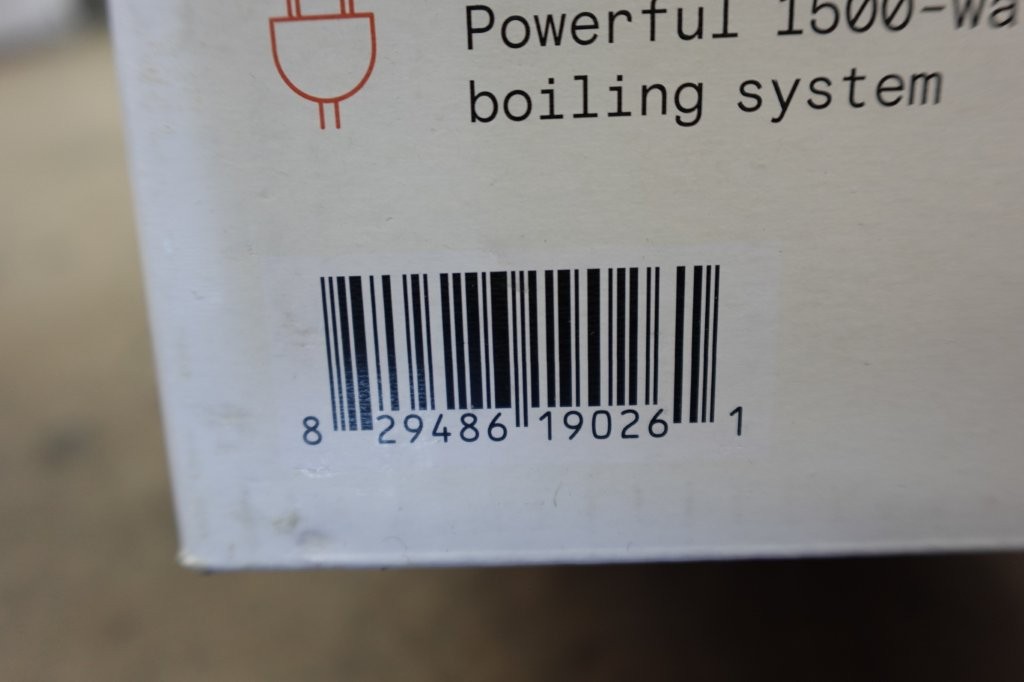 Powerful 1500-wa
boiling system
8 29486 19026 1